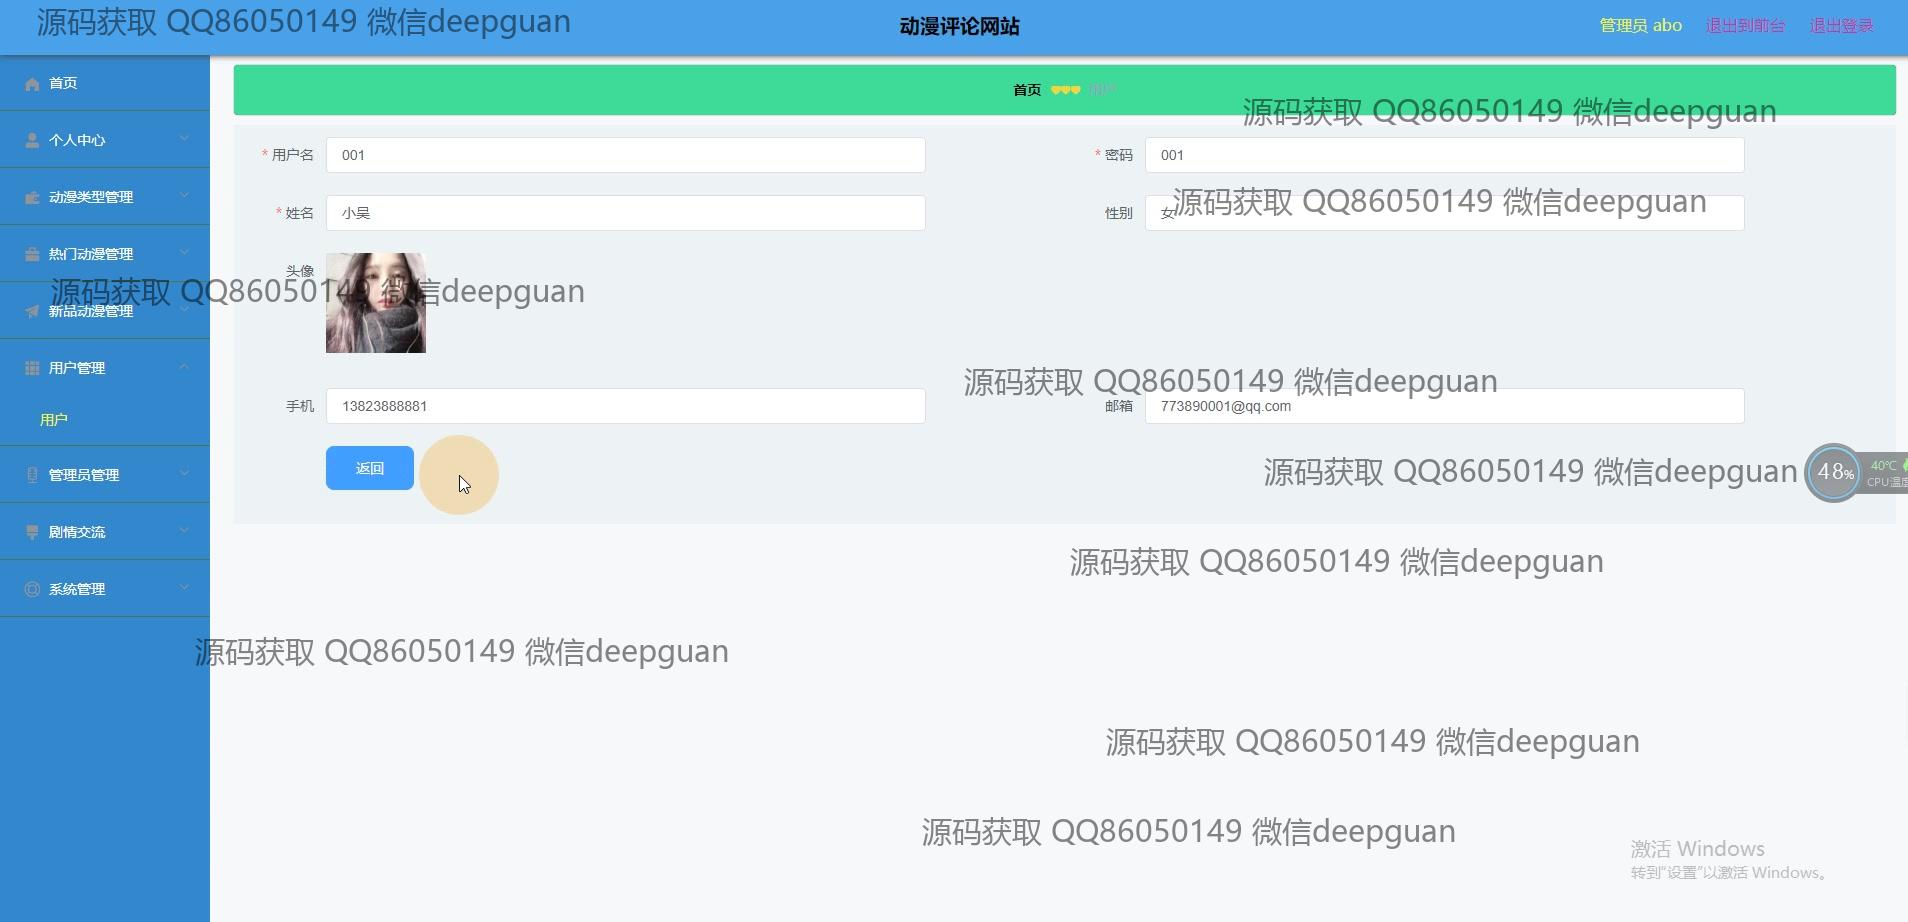 源码获取 QQ86050149 微信deepguan
动漫评论网站
管理员 abo
退出到前台
退出登录
首页
个人中心
动漫类型管理
热门动漫管理
新品动漫管理
用户管理
用户
管理员管理
剧情交流
系统管理
首页
用户
源码获取 QQ86050149 微信deepguan
* 用户名 001
* 密码 001
* 姓名 小吴
性别 女
源码获取 QQ86050149 微信deepguan
头像
源码获取 QQ86050149 微信deepguan
源码获取 QQ86050149 微信deepguan
手机 13823888881
邮箱 773890001@qq.com
返回
源码获取 QQ86050149 微信deepguan
48%
40℃
CPU温度
源码获取 QQ86050149 微信deepguan
源码获取 QQ86050149 微信deepguan
源码获取 QQ86050149 微信deepguan
源码获取 QQ86050149 微信deepguan
激活 Windows
转到"设置"以激活 Windows。